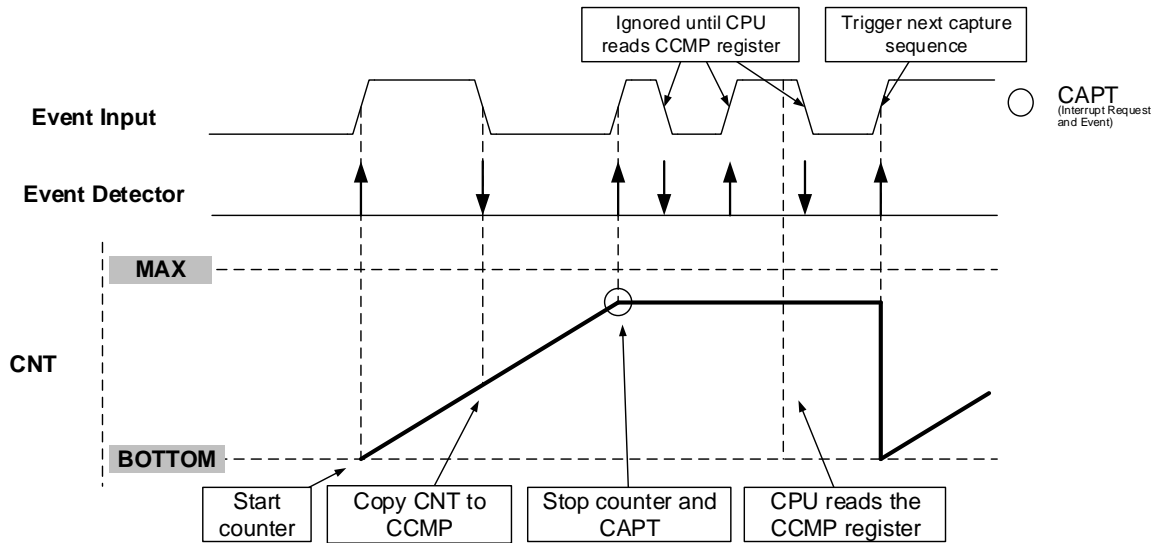 Ignored until CPU
reads CCMP register
Trigger next capture
sequence
Event Input
CAPT
(Interrupt Request
and Event)
Event Detector
MAX
CNT
BOTTOM
Start
counter
Copy CNT to
CCMP
Stop counter and
CAPT
CPU reads the
CCMP register